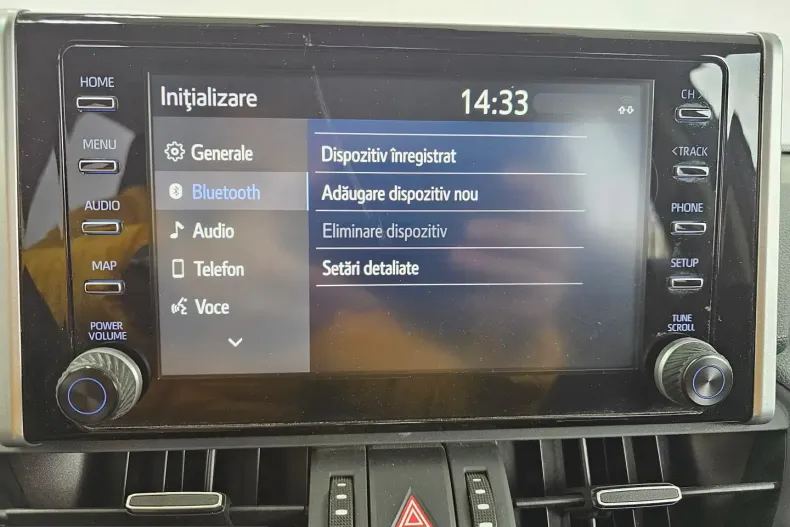 HOME
MENU
AUDIO
MAP
POWER
VOLUME
Iniţializare
14:33
Generale
Bluetooth
Audio
Telefon
Voce
Dispozitiv înregistrat
Adăugare dispozitiv nou
Eliminare dispozitiv
Setări detaliate
CH >
<TRACK
PHONE
SETUP
TUNE
SCROLL